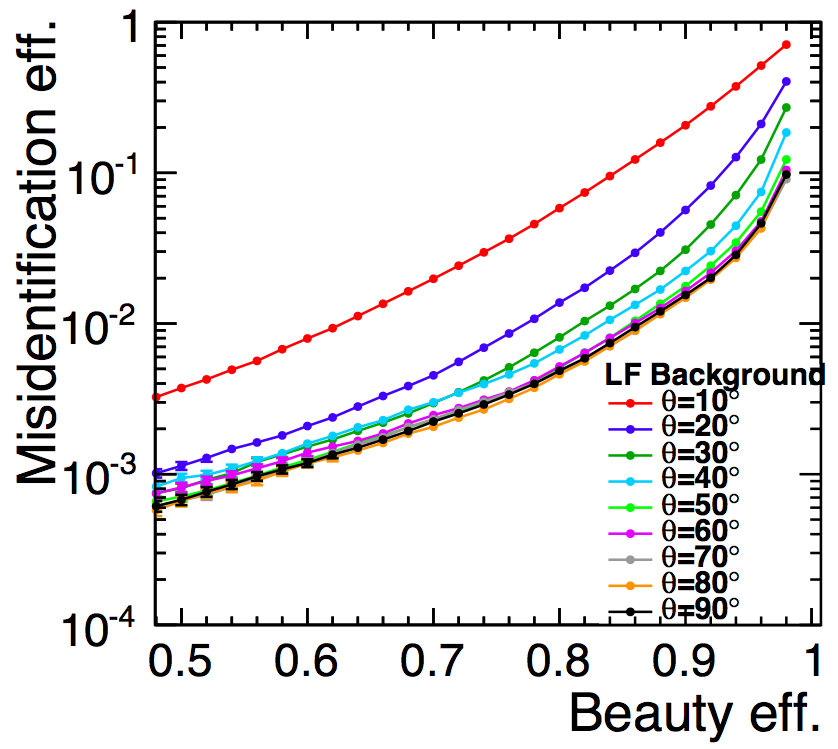 Misidentification eff.
1
10-1
10-2
10-3
10-4
LF Background
θ=10°
θ=20°
θ=30°
θ=40°
θ=50°
θ=60°
θ=70°
θ=80°
θ=90°
0.5 0.6 0.7 0.8 0.9 1
Beauty eff.